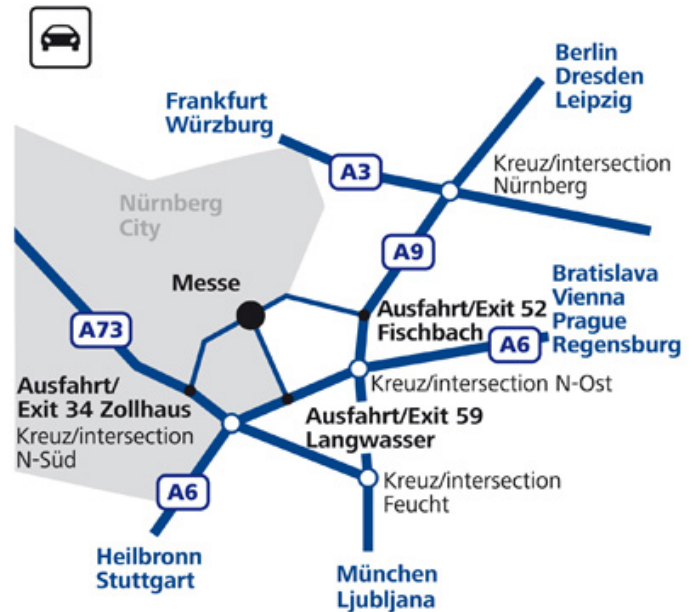 Berlin
Dresden
Leipzig
Frankfurt
Würzburg
A3
Kreuz/intersection
Nürnberg
Nürnberg
City
A9
Messe
Bratislava
Vienna
Prague
Regensburg
Ausfahrt/Exit 52
Fischbach
A73
A6
Ausfahrt/
Exit 34 Zollhaus
Kreuz/intersection
N-Süd
Kreuz/intersection N-Ost
Ausfahrt/Exit 59
Langwasser
A6
Kreuz/intersection
Feucht
Heilbronn
Stuttgart
München
Ljubljana